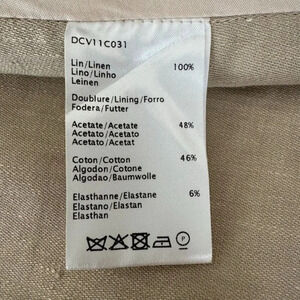 DCV11C031
Lin/Linen 100%
Lino/Linho
Leinen
Doublure/Lining/Forro
Fodera/Futter
Acetate/Acetate 48%
Acetato/Acetato
Acetato/Acetat
Coton/Cotton 46%
Algodon/Cotone
Algodao/Baumwolle
Elasthanne/Elastane 6%
Elastano/Elastan
Elasthan
P